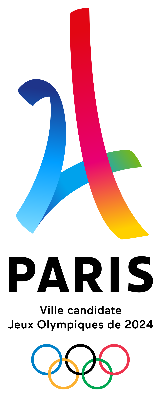 PARIS
Ville candidate
Jeux Olympiques de 2024